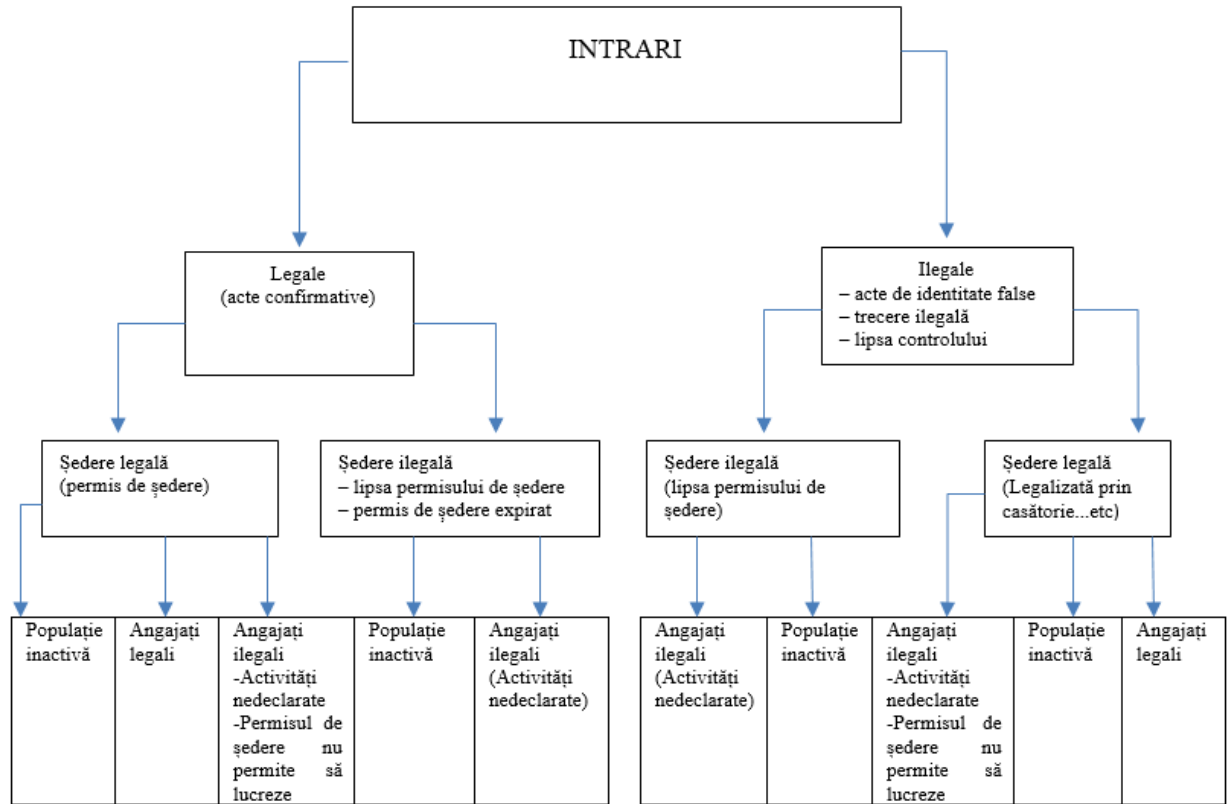 INTRARI
Legale
(acte confirmative)
Ilegale
– acte de identitate false
– trecere ilegală
– lipsa controlului
Ședere legală
(permis de ședere)
Ședere ilegală
– lipsa permisului de ședere
– permis de ședere expirat
Ședere ilegală
(lipsa permisului de
ședere)
Ședere legală
(Legalizată prin
casătorie...etc)
Populație
inactivă
Angajați
legali
Angajați
ilegali
-Activități
nedeclarate
-Permisul de
ședere nu
permite să
lucreze
Populație
inactivă
Angajați
ilegali
(Activități
nedeclarate)
Angajați
ilegali
(Activități
nedeclarate)
Populație
inactivă
Angajați
ilegali
-Activități
nedeclarate
-Permisul de
ședere nu
permite să
lucreze
Populație
inactivă
Angajați
legali